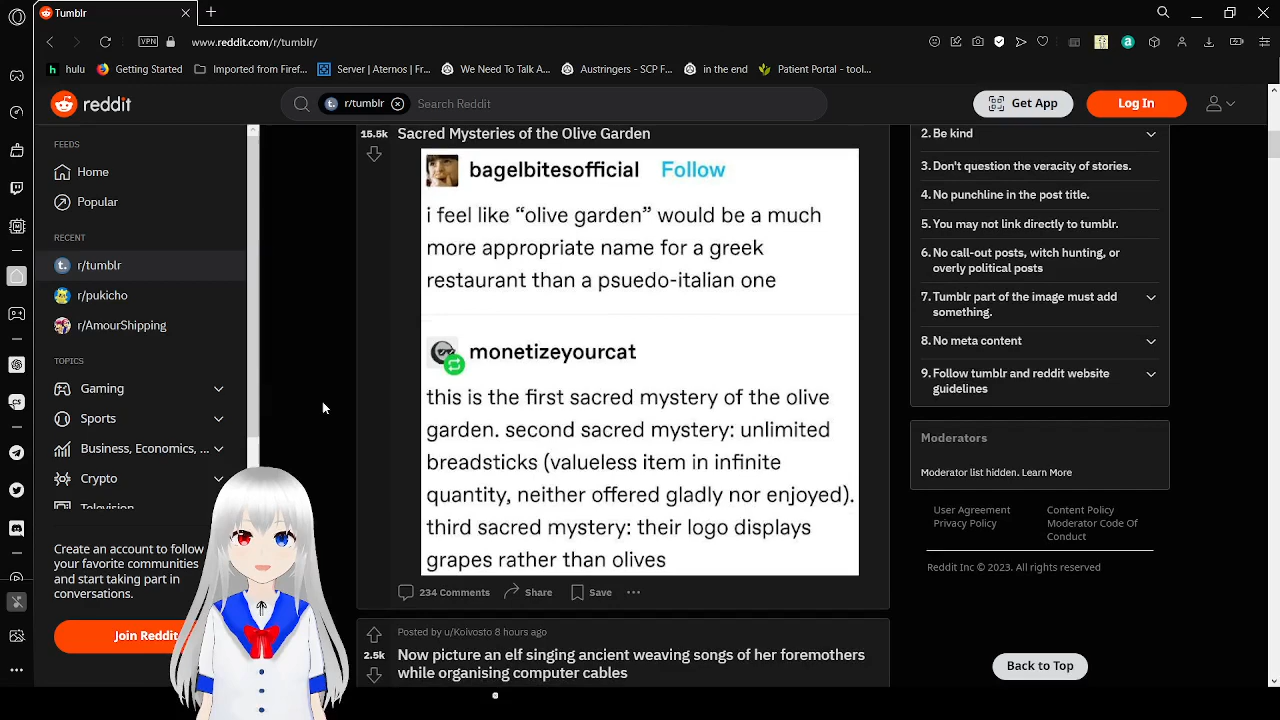 Tumblr
VPN
www.reddit.com/r/tumblr/
hulu
Getting Started
Imported from Firef...
Server | Aternos | Fr...
We Need To Talk A...
Austringers - SCP F...
in the end
Patient Portal - tool...
reddit
r/tumblr
Search Reddit
Get App
Log In
FEEDS
Home
Popular
RECENT
r/tumblr
r/pukicho
r/AmourShipping
TOPICS
Gaming
Sports
Business, Economics, ...
Crypto
Television
Create an account to follow
your favorite communities
and start taking part in
conversations.
Join Reddit
15.5k
Sacred Mysteries of the Olive Garden
bagelbitesofficial Follow
i feel like “olive garden” would be a much
more appropriate name for a greek
restaurant than a psuedo-italian one
monetizeyourcat
this is the first sacred mystery of the olive
garden. second sacred mystery: unlimited
breadsticks (valueless item in infinite
quantity, neither offered gladly nor enjoyed).
third sacred mystery: their logo displays
grapes rather than olives
234 Comments
Share
Save
Posted by u/Koivosto 8 hours ago
2.5k
Now picture an elf singing ancient weaving songs of her foremothers
while organising computer cables
2. Be kind
3. Don't question the veracity of stories.
4. No punchline in the post title.
5. You may not link directly to tumblr.
6. No call-out posts, witch hunting, or
overly political posts
7. Tumblr part of the image must add
something.
8. No meta content
9. Follow tumblr and reddit website
guidelines
Moderators
Moderator list hidden. Learn More
User Agreement
Privacy Policy
Content Policy
Moderator Code Of
Conduct
Reddit Inc © 2023. All rights reserved
Back to Top